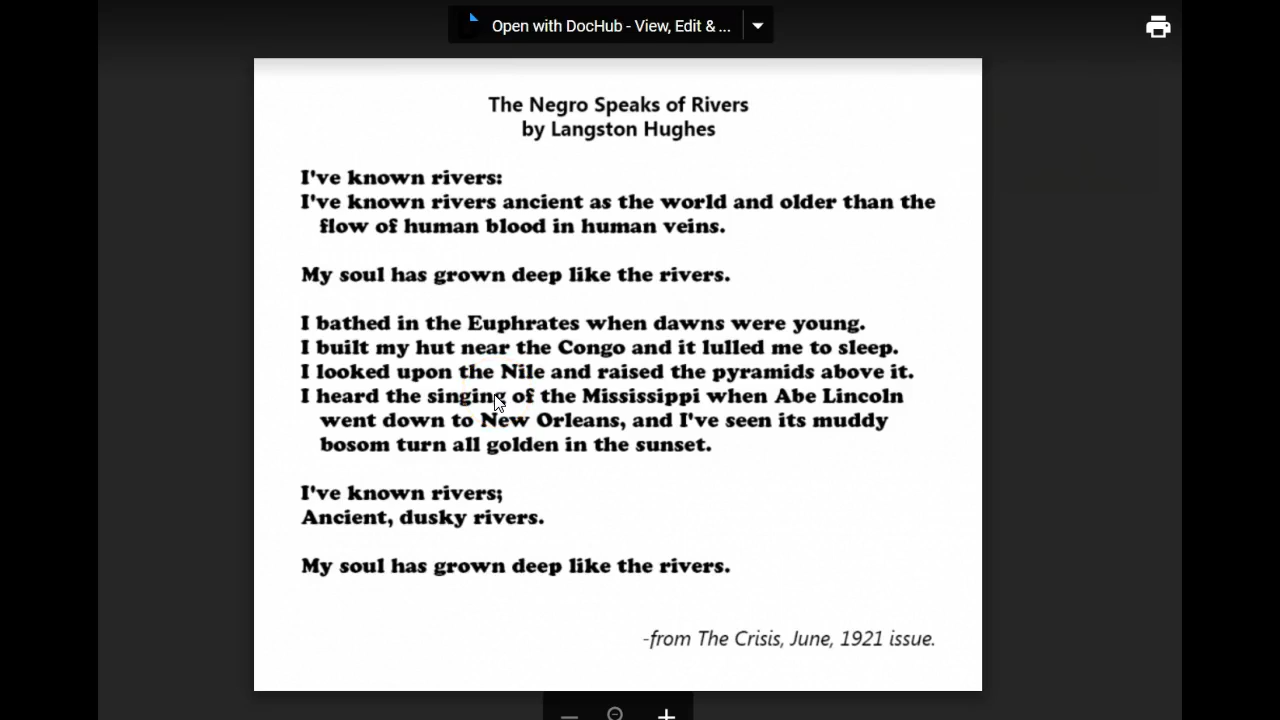 Open with DocHub - View, Edit & ...
The Negro Speaks of Rivers
by Langston Hughes
I've known rivers:
I've known rivers ancient as the world and older than the
flow of human blood in human veins.
My soul has grown deep like the rivers.
I bathed in the Euphrates when dawns were young.
I built my hut near the Congo and it lulled me to sleep.
I looked upon the Nile and raised the pyramids above it.
I heard the singing of the Mississippi when Abe Lincoln
went down to New Orleans, and I've seen its muddy
bosom turn all golden in the sunset.
I've known rivers;
Ancient, dusky rivers.
My soul has grown deep like the rivers.
-from The Crisis, June, 1921 issue.